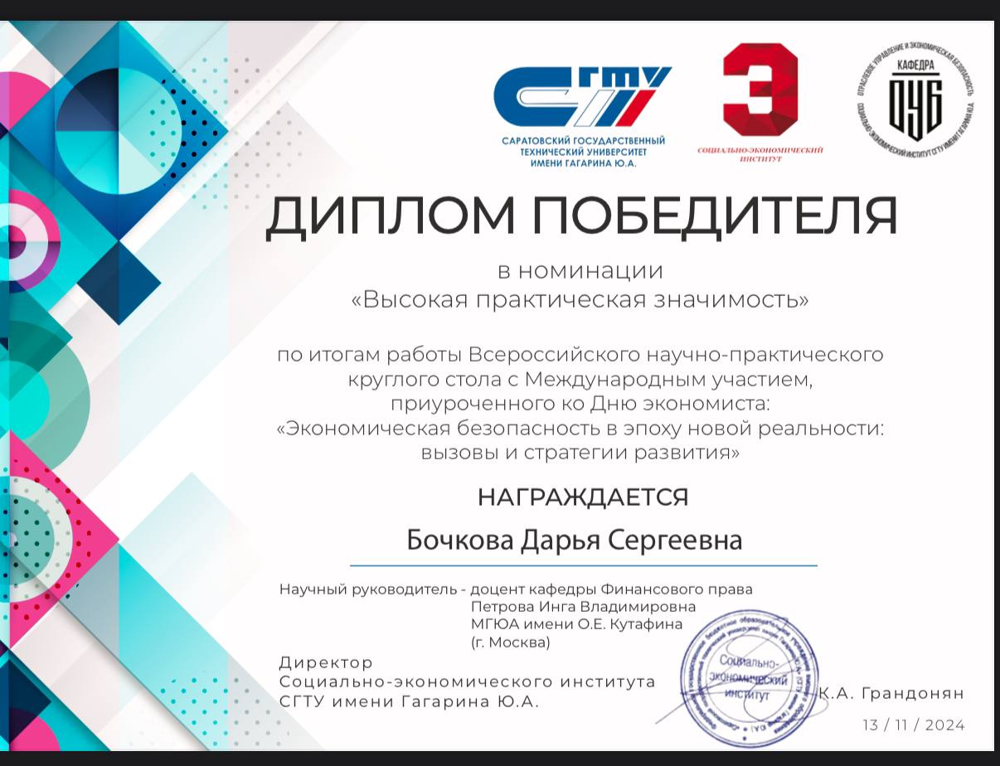 СГТУ
САРАТОВСКИЙ ГОСУДАРСТВЕННЫЙ
ТЕХНИЧЕСКИЙ УНИВЕРСИТЕТ
ИМЕНИ ГАГАРИНА Ю.А.
Э
СОЦИАЛЬНО-ЭКОНОМИЧЕСКИЙ
ИНСТИТУТ
ОТРАСЛЕВОЕ УПРАВЛЕНИЕ И ЭКОНОМИЧЕСКАЯ БЕЗОПАСНОСТЬ
КАФЕДРА
ОУБ
СОЦИАЛЬНО-ЭКОНОМИЧЕСКИЙ ИНСТИТУТ СГТУ ИМЕНИ ГАГАРИНА Ю.А.
ДИПЛОМ ПОБЕДИТЕЛЯ
в номинации
«Высокая практическая значимость»
по итогам работы Всероссийского научно-практического
круглого стола с Международным участием,
приуроченного ко Дню экономиста:
«Экономическая безопасность в эпоху новой реальности:
вызовы и стратегии развития»
НАГРАЖДАЕТСЯ
Бочкова Дарья Сергеевна
Научный руководитель - доцент кафедры Финансового права
Петрова Инга Владимировна
МГЮА имени О.Е. Кутафина
(г. Москва)
Директор
Социально-экономического института
СГТУ имени Гагарина Ю.А.
Социально-
экономический
институт
К.А. Грандонян
13 / 11 / 2024